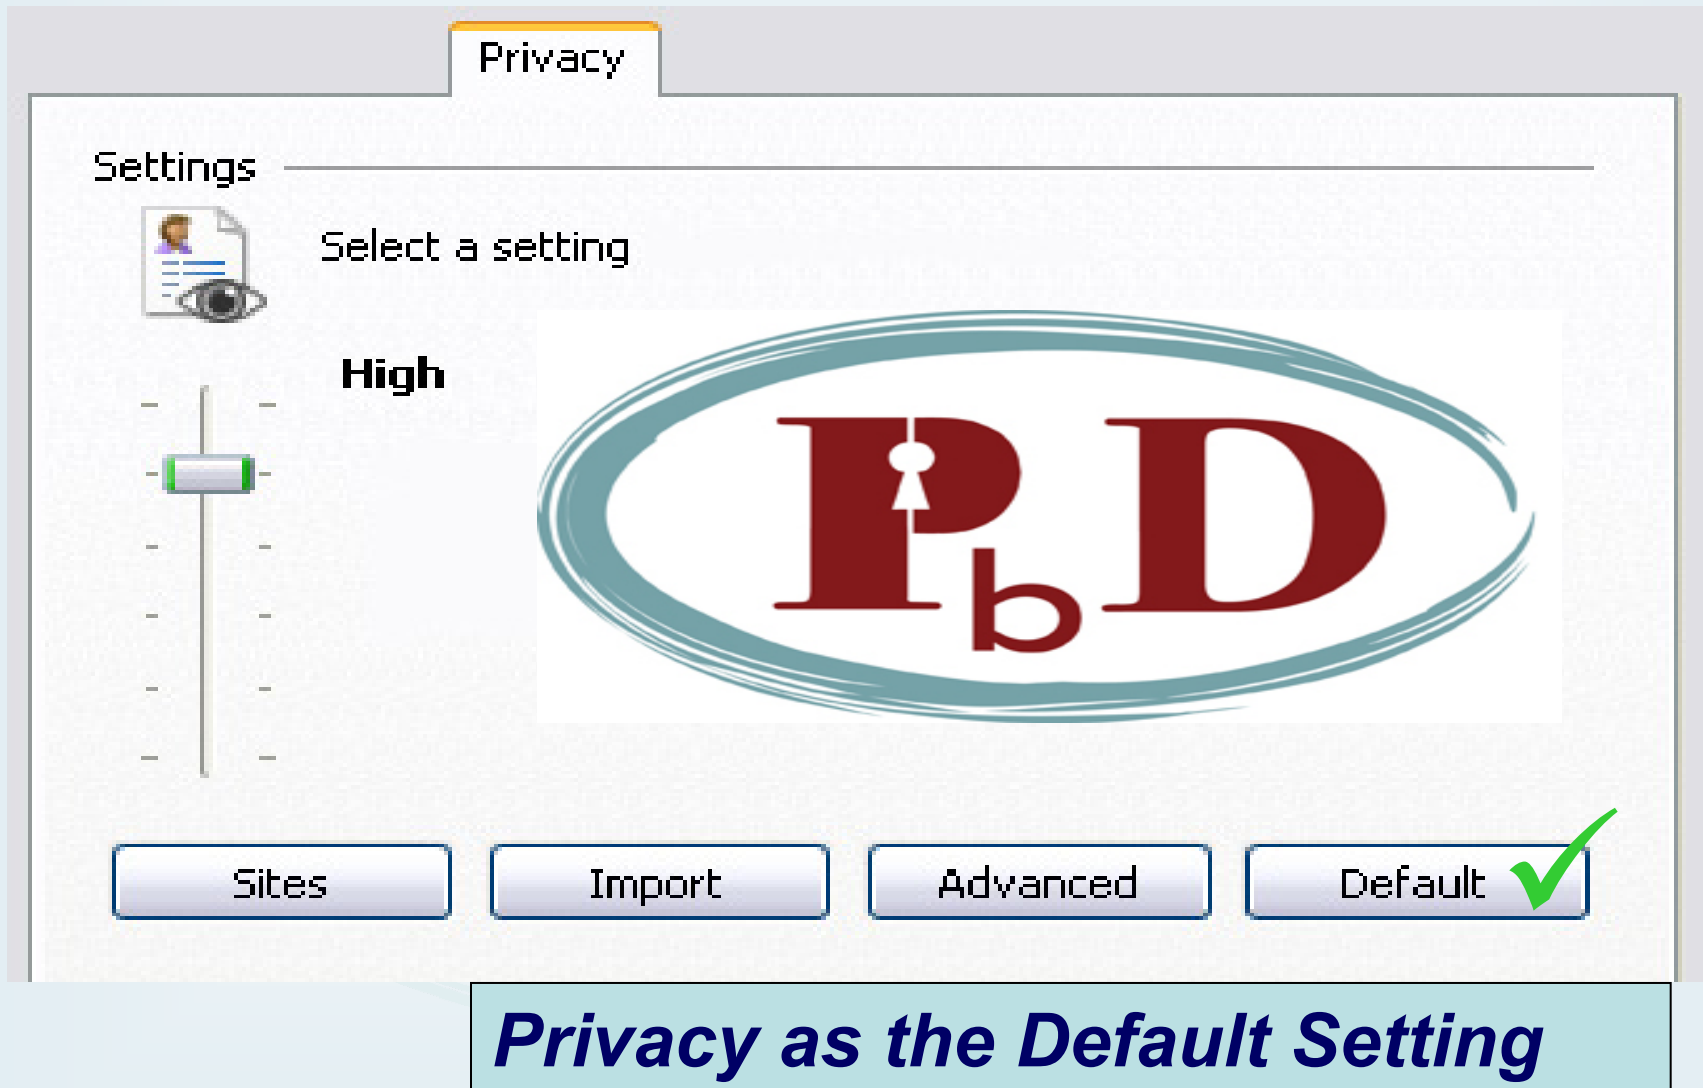 Privacy
Settings
Select a setting
High
PbD
Sites
Import
Advanced
Default
Privacy as the Default Setting